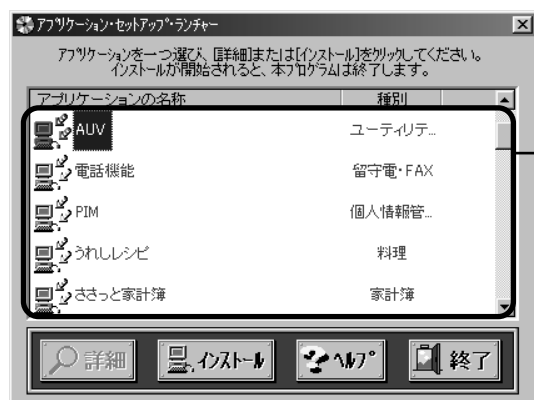 アプリケーション・セットアップ・ランチャー
アプリケーションを一つ選び、[詳細]または[インストール]をクリックしてください。
インストールが開始されると、本プログラムは終了します。
アプリケーションの名称 種別
AUV ユーティリテ...
電話機能 留守電・FAX
PIM 個人情報管...
うれしレシピ 料理
ささっと家計簿 家計簿
詳細 インストール ヘルプ 終了